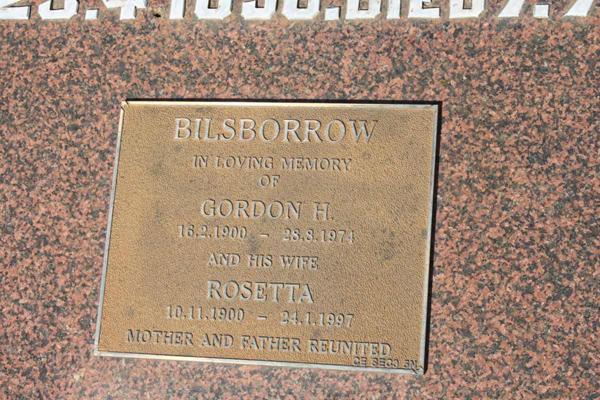 BILSBORROW
IN LOVING MEMORY
OF
GORDON H.
16.2.1900 - 28.8.1974
AND HIS WIFE
ROSETTA
10.11.1900 - 24.1.1997
MOTHER AND FATHER REUNITED